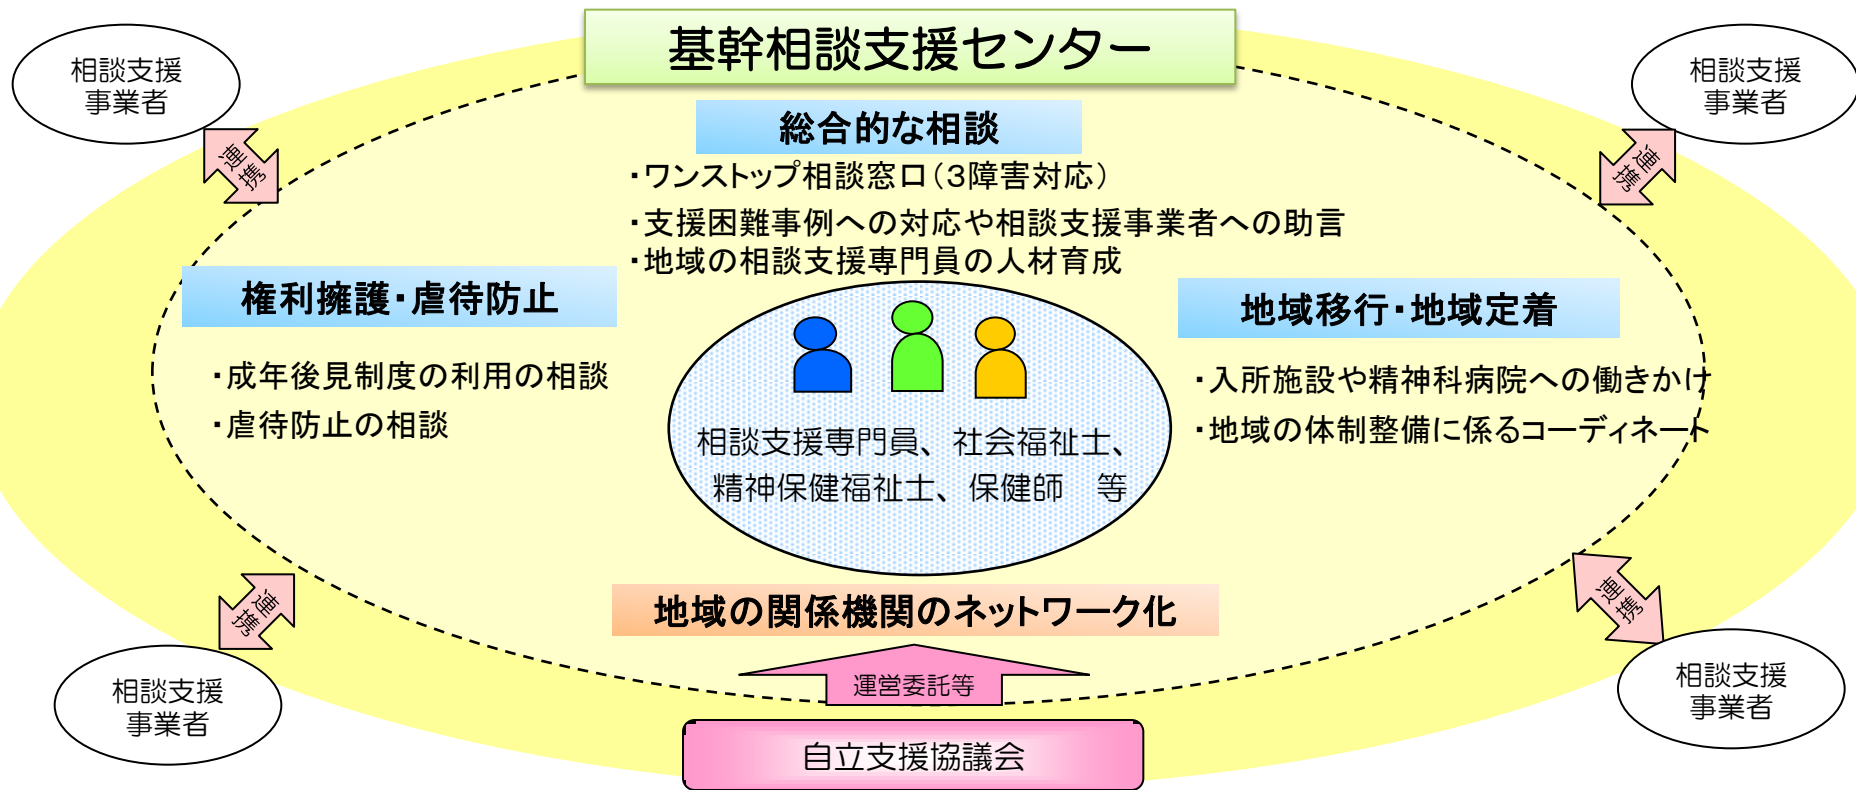 基幹相談支援センター
相談支援
事業者
相談支援
事業者
連携
連携
総合的な相談
・ワンストップ相談窓口（３障害対応）
・支援困難事例への対応や相談支援事業者への助言
・地域の相談支援専門員の人材育成
権利擁護・虐待防止
・成年後見制度の利用の相談
・虐待防止の相談
地域移行・地域定着
・入所施設や精神科病院への働きかけ
・地域の体制整備に係るコーディネート
相談支援専門員、社会福祉士、
精神保健福祉士、保健師　等
地域の関係機関のネットワーク化
連携
連携
運営委託等
相談支援
事業者
相談支援
事業者
自立支援協議会